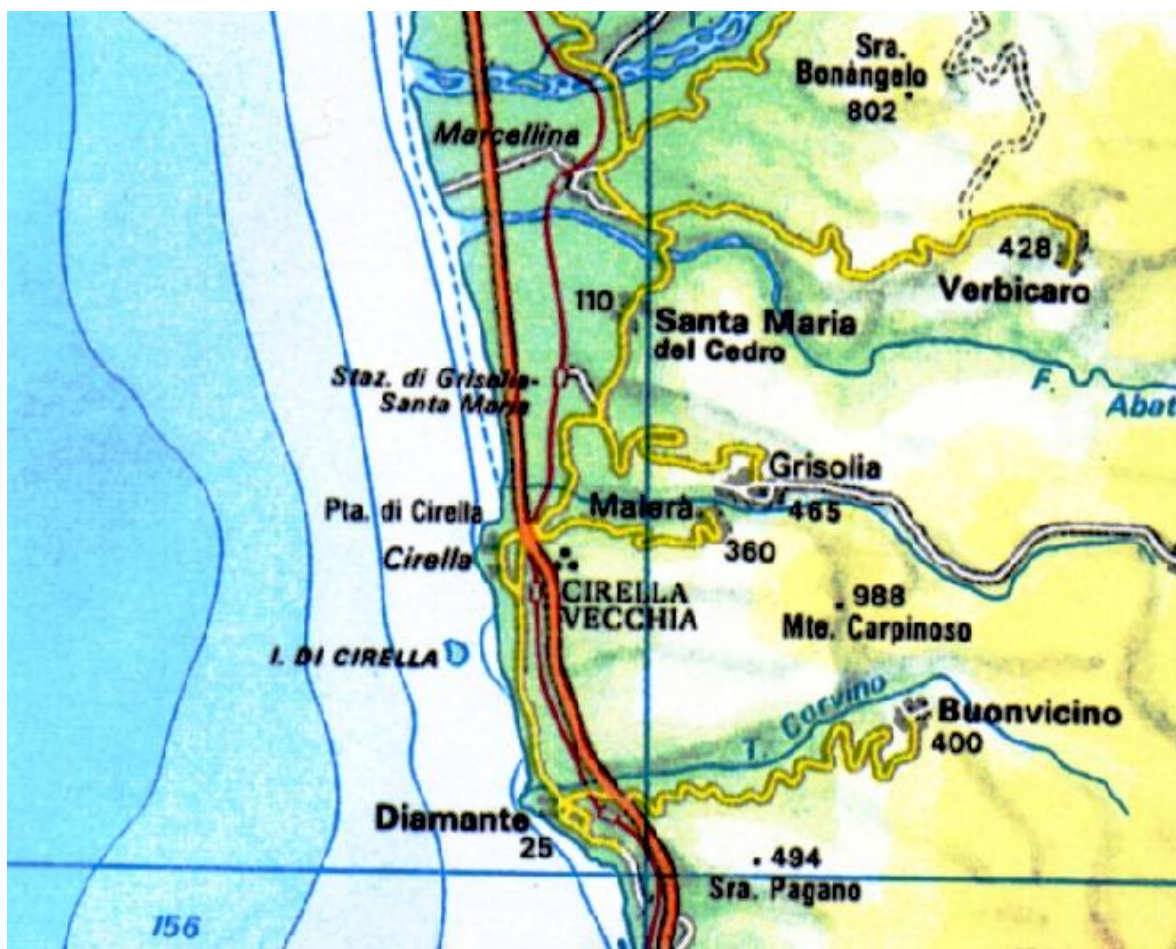 Sra.
Bonàngelo
802
Marcellina
428
Verbicaro
110
Santa Maria
del Cedro
Staz. di Grisolia-
Santa Maria
F.
Abat
Grisolia
Pta. di Cirella
Maierà
465
Cirella
360
CIRELLA
VECCHIA
988
Mte. Carpinoso
I. DI CIRELLA
T. Corvino
Buonvicino
400
Diamante
25
494
Sra. Pagano
156